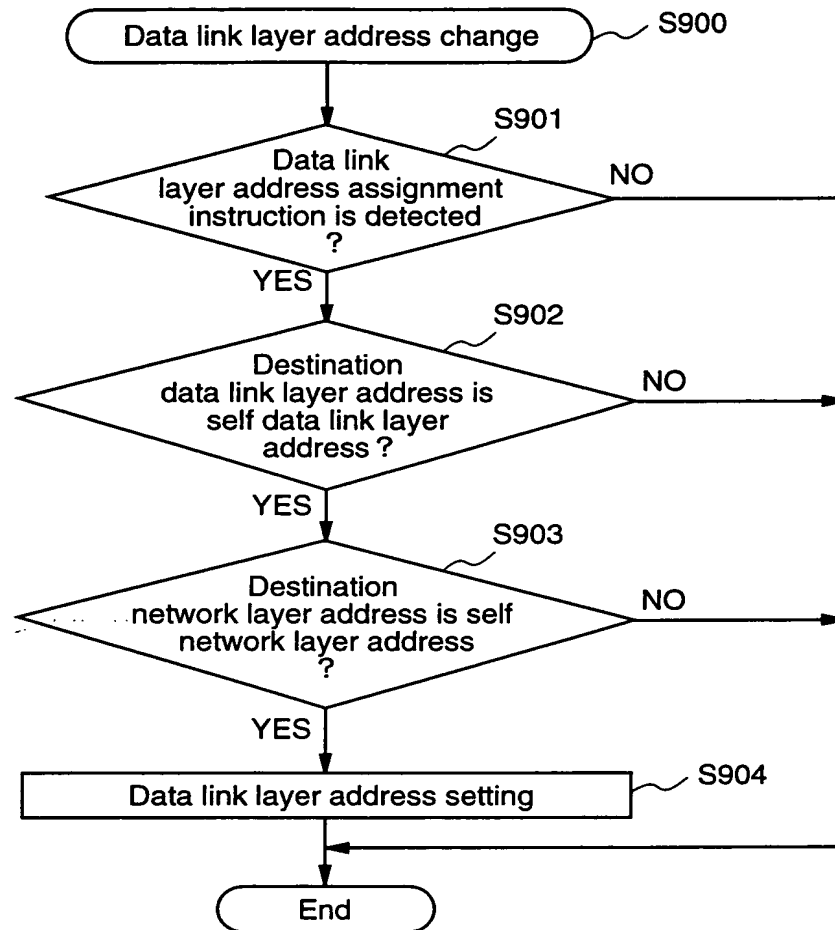 Data link layer address change
S900
S901
Data link
layer address assignment
instruction is detected
?
NO
YES
S902
Destination
data link layer address is
self data link layer
address ?
NO
YES
S903
Destination
network layer address is self
network layer address
?
NO
YES
Data link layer address setting
S904
End